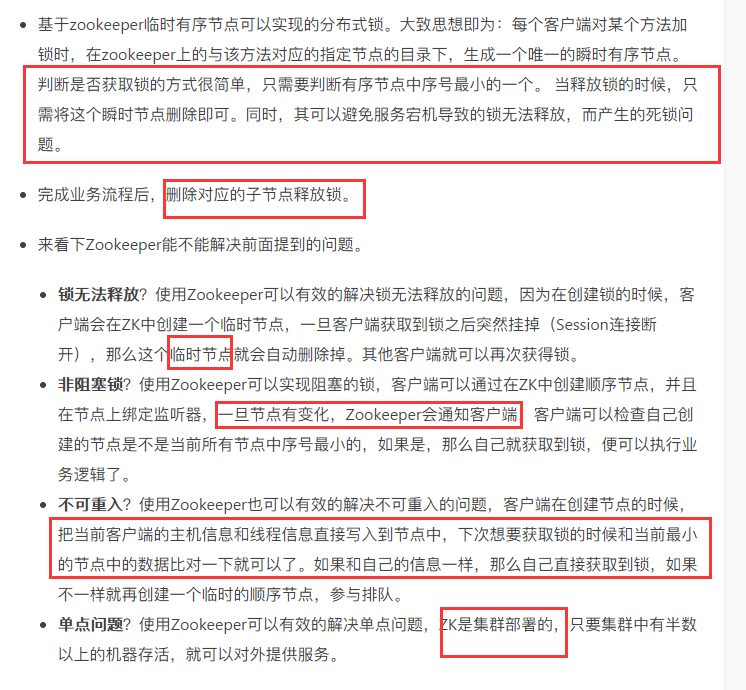 基于zookeeper临时有序节点可以实现的分布式锁。大致思想即为：每个客户端对某个方法加
锁时，在zookeeper上的与该方法对应的指定节点的目录下，生成一个唯一的瞬时有序节点。
判断是否获取锁的方式很简单，只需要判断有序节点中序号最小的一个。 当释放锁的时候，只
需将这个瞬时节点删除即可。同时，其可以避免服务宕机导致的锁无法释放，而产生的死锁问
题。
完成业务流程后，删除对应的子节点释放锁。
来看下Zookeeper能不能解决前面提到的问题。
锁无法释放？使用Zookeeper可以有效的解决锁无法释放的问题，因为在创建锁的时候，客
户端会在ZK中创建一个临时节点，一旦客户端获取到锁之后突然挂掉（Session连接断
开），那么这个临时节点就会自动删除掉。其他客户端就可以再次获得锁。
非阻塞锁？使用Zookeeper可以实现阻塞的锁，客户端可以通过在ZK中创建顺序节点，并且
在节点上绑定监听器，一旦节点有变化，Zookeeper会通知客户端，客户端可以检查自己创
建的节点是不是当前所有节点中序号最小的，如果是，那么自己就获取到锁，便可以执行业
务逻辑了。
不可重入？使用Zookeeper也可以有效的解决不可重入的问题，客户端在创建节点的时候，
把当前客户端的主机信息和线程信息直接写入到节点中，下次想要获取锁的时候和当前最小
的节点中的数据比对一下就可以了。如果和自己的信息一样，那么自己直接获取到锁，如果
不一样就再创建一个临时的顺序节点，参与排队。
单点问题？使用Zookeeper可以有效的解决单点问题，ZK是集群部署的，只要集群中有半数
以上的机器存活，就可以对外提供服务。